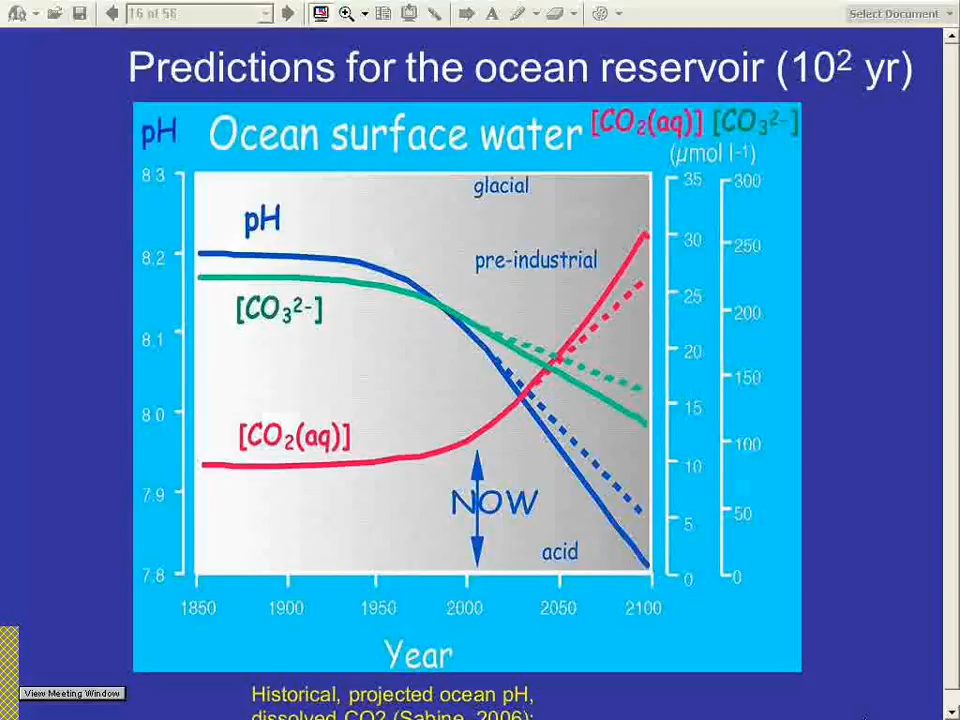 16 of 56
Select Document
Predictions for the ocean reservoir (10² yr)
pH
Ocean surface water
[CO₂(aq)] [CO₃²⁻]
(µmol l-1)
8.3
8.2
8.1
8.0
7.9
7.8
glacial
pre-industrial
acid
pH
[CO₃²⁻]
[CO₂(aq)]
NOW
35
30
25
20
15
10
5
0
300
250
200
150
100
50
0
1850 1900 1950 2000 2050 2100
Year
View Meeting Window
Historical, projected ocean pH,
dissolved CO2 (Sabine, 2006);